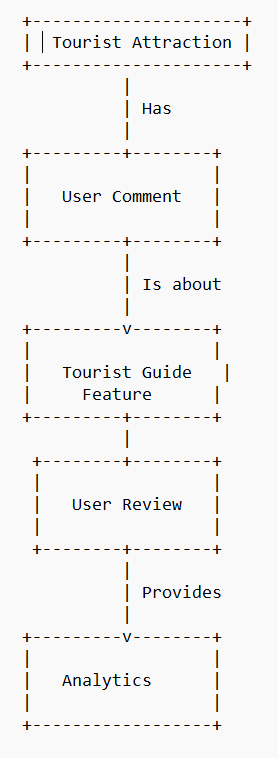 Tourist Attraction
Has
User Comment
Is about
v
Tourist Guide
Feature
User Review
Provides
v
Analytics